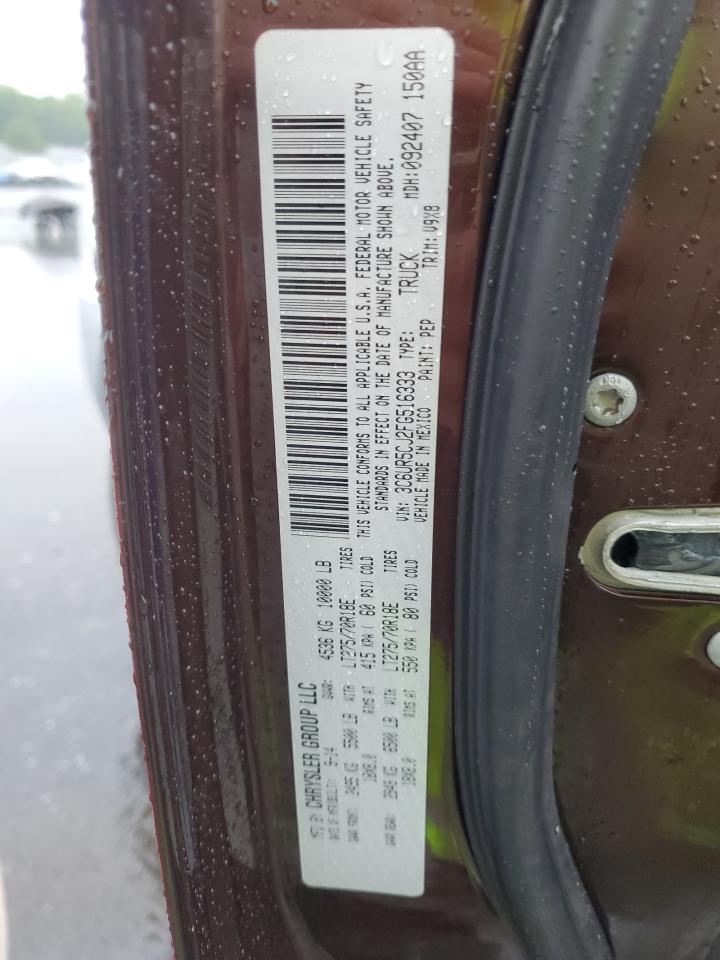 MFD BY: CHRYSLER GROUP LLC
DATE OF MFR: 9-14 GVWR: 4536 KG 10000 LB
GAWR FRONT: 2495 KG 5500 LB WITH LT275/70R18E TIRES
18X8.0 RIMS AT 415 KPA( 60 PSI) COLD
GAWR REAR: 2948 KG 6500 LB WITH LT275/70R18E TIRES
18X8.0 RIMS AT 550 KPA ( 80 PSI) COLD
THIS VEHICLE CONFORMS TO ALL APPLICABLE U.S.A. FEDERAL MOTOR VEHICLE SAFETY
STANDARDS IN EFFECT ON THE DATE OF MANUFACTURE SHOWN ABOVE.
VIN: 3C6UR5CJ2FG516333 TYPE: TRUCK MDH:092407 150AA
VEHICLE MADE IN MEXICO PAINT: PEP TRIM: V9X8